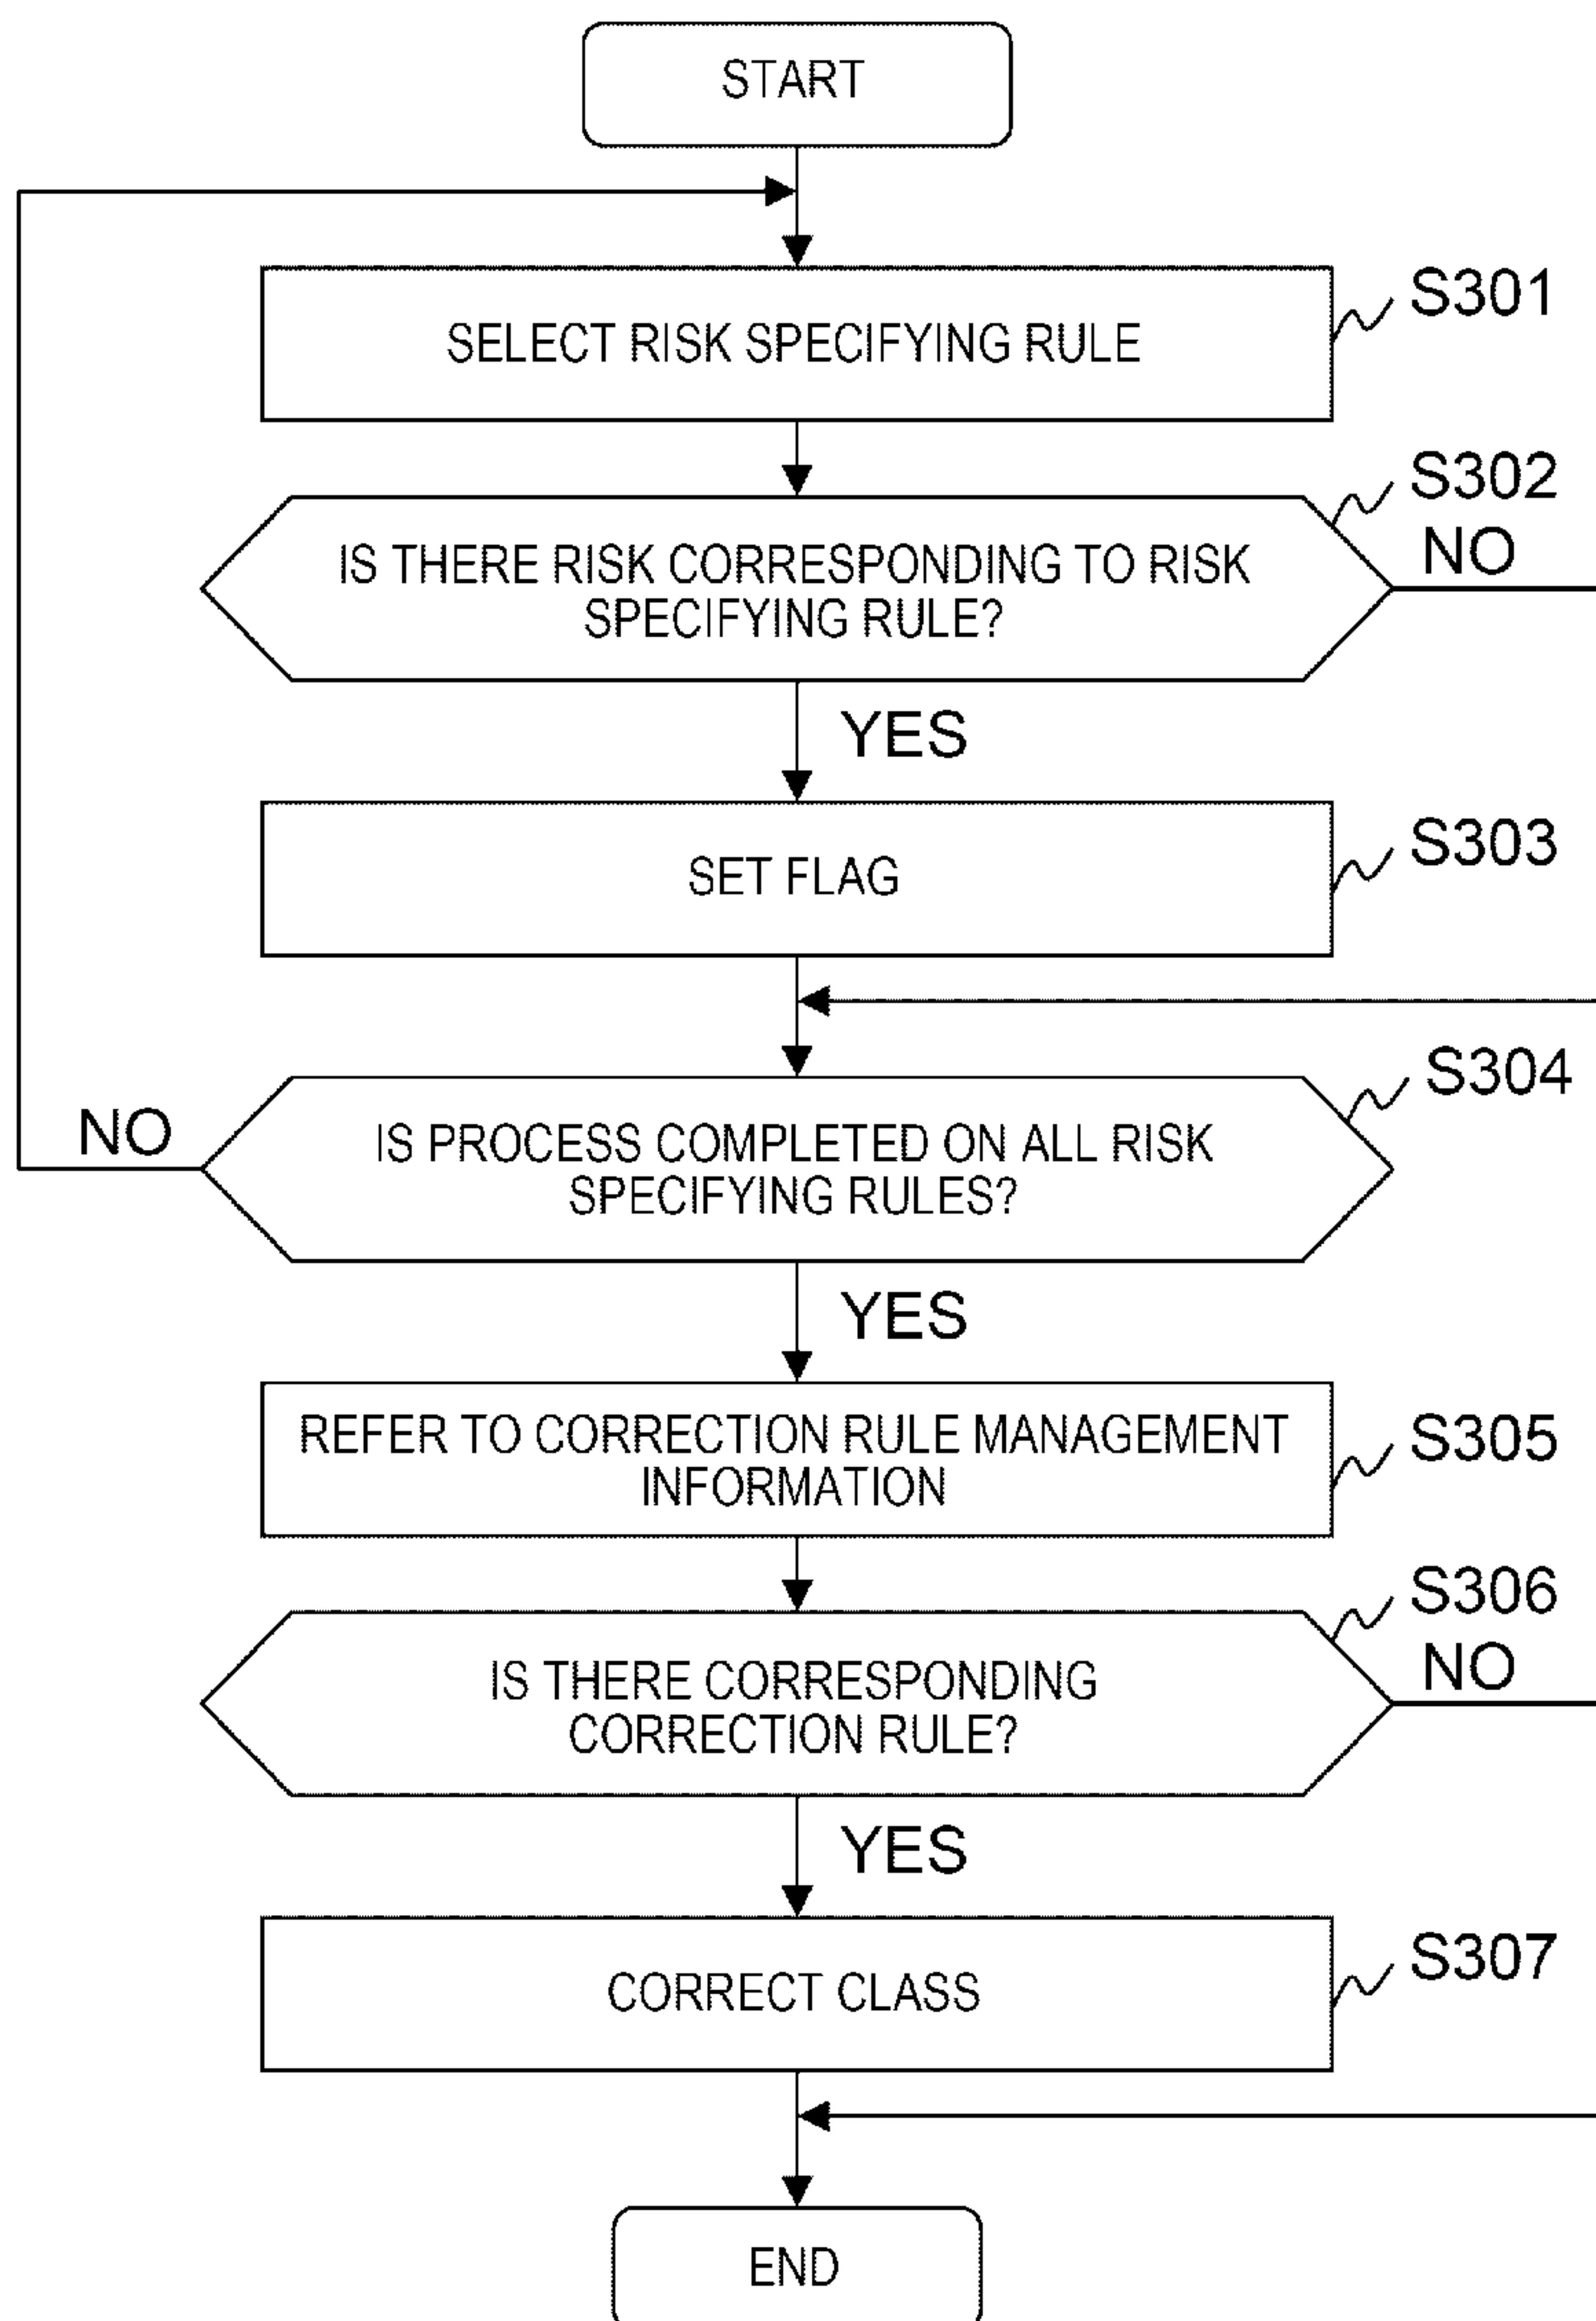 START
S301
SELECT RISK SPECIFYING RULE
S302
NO
IS THERE RISK CORRESPONDING TO RISK
SPECIFYING RULE?
YES
S303
SET FLAG
S304
NO
IS PROCESS COMPLETED ON ALL RISK
SPECIFYING RULES?
YES
S305
REFER TO CORRECTION RULE MANAGEMENT
INFORMATION
S306
NO
IS THERE CORRESPONDING
CORRECTION RULE?
YES
S307
CORRECT CLASS
END